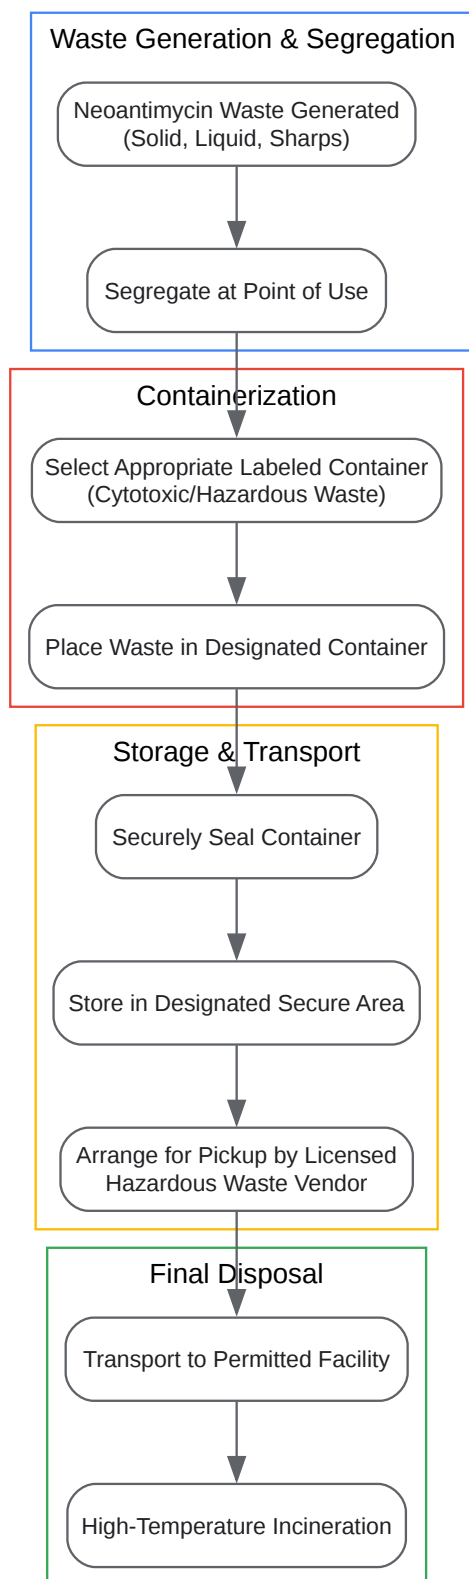 Waste Generation & Segregation
Neoantimycin Waste Generated
(Solid, Liquid, Sharps)
Segregate at Point of Use
Containerization
Select Appropriate Labeled Container
(Cytotoxic/Hazardous Waste)
Place Waste in Designated Container
Storage & Transport
Securely Seal Container
Store in Designated Secure Area
Arrange for Pickup by Licensed
Hazardous Waste Vendor
Final Disposal
Transport to Permitted Facility
High-Temperature Incineration